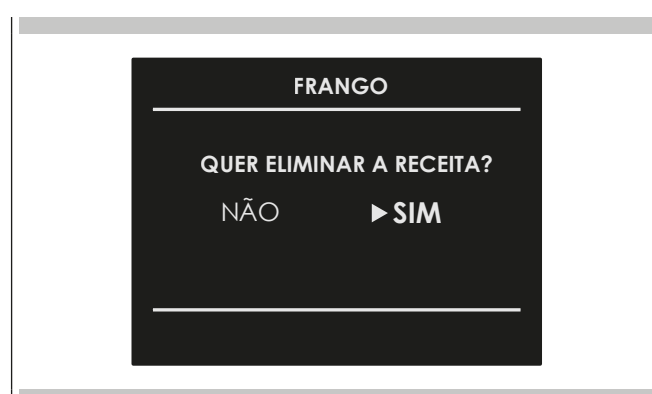 FRANGO
QUER ELIMINAR A RECEITA?
NÃO ▶SIM